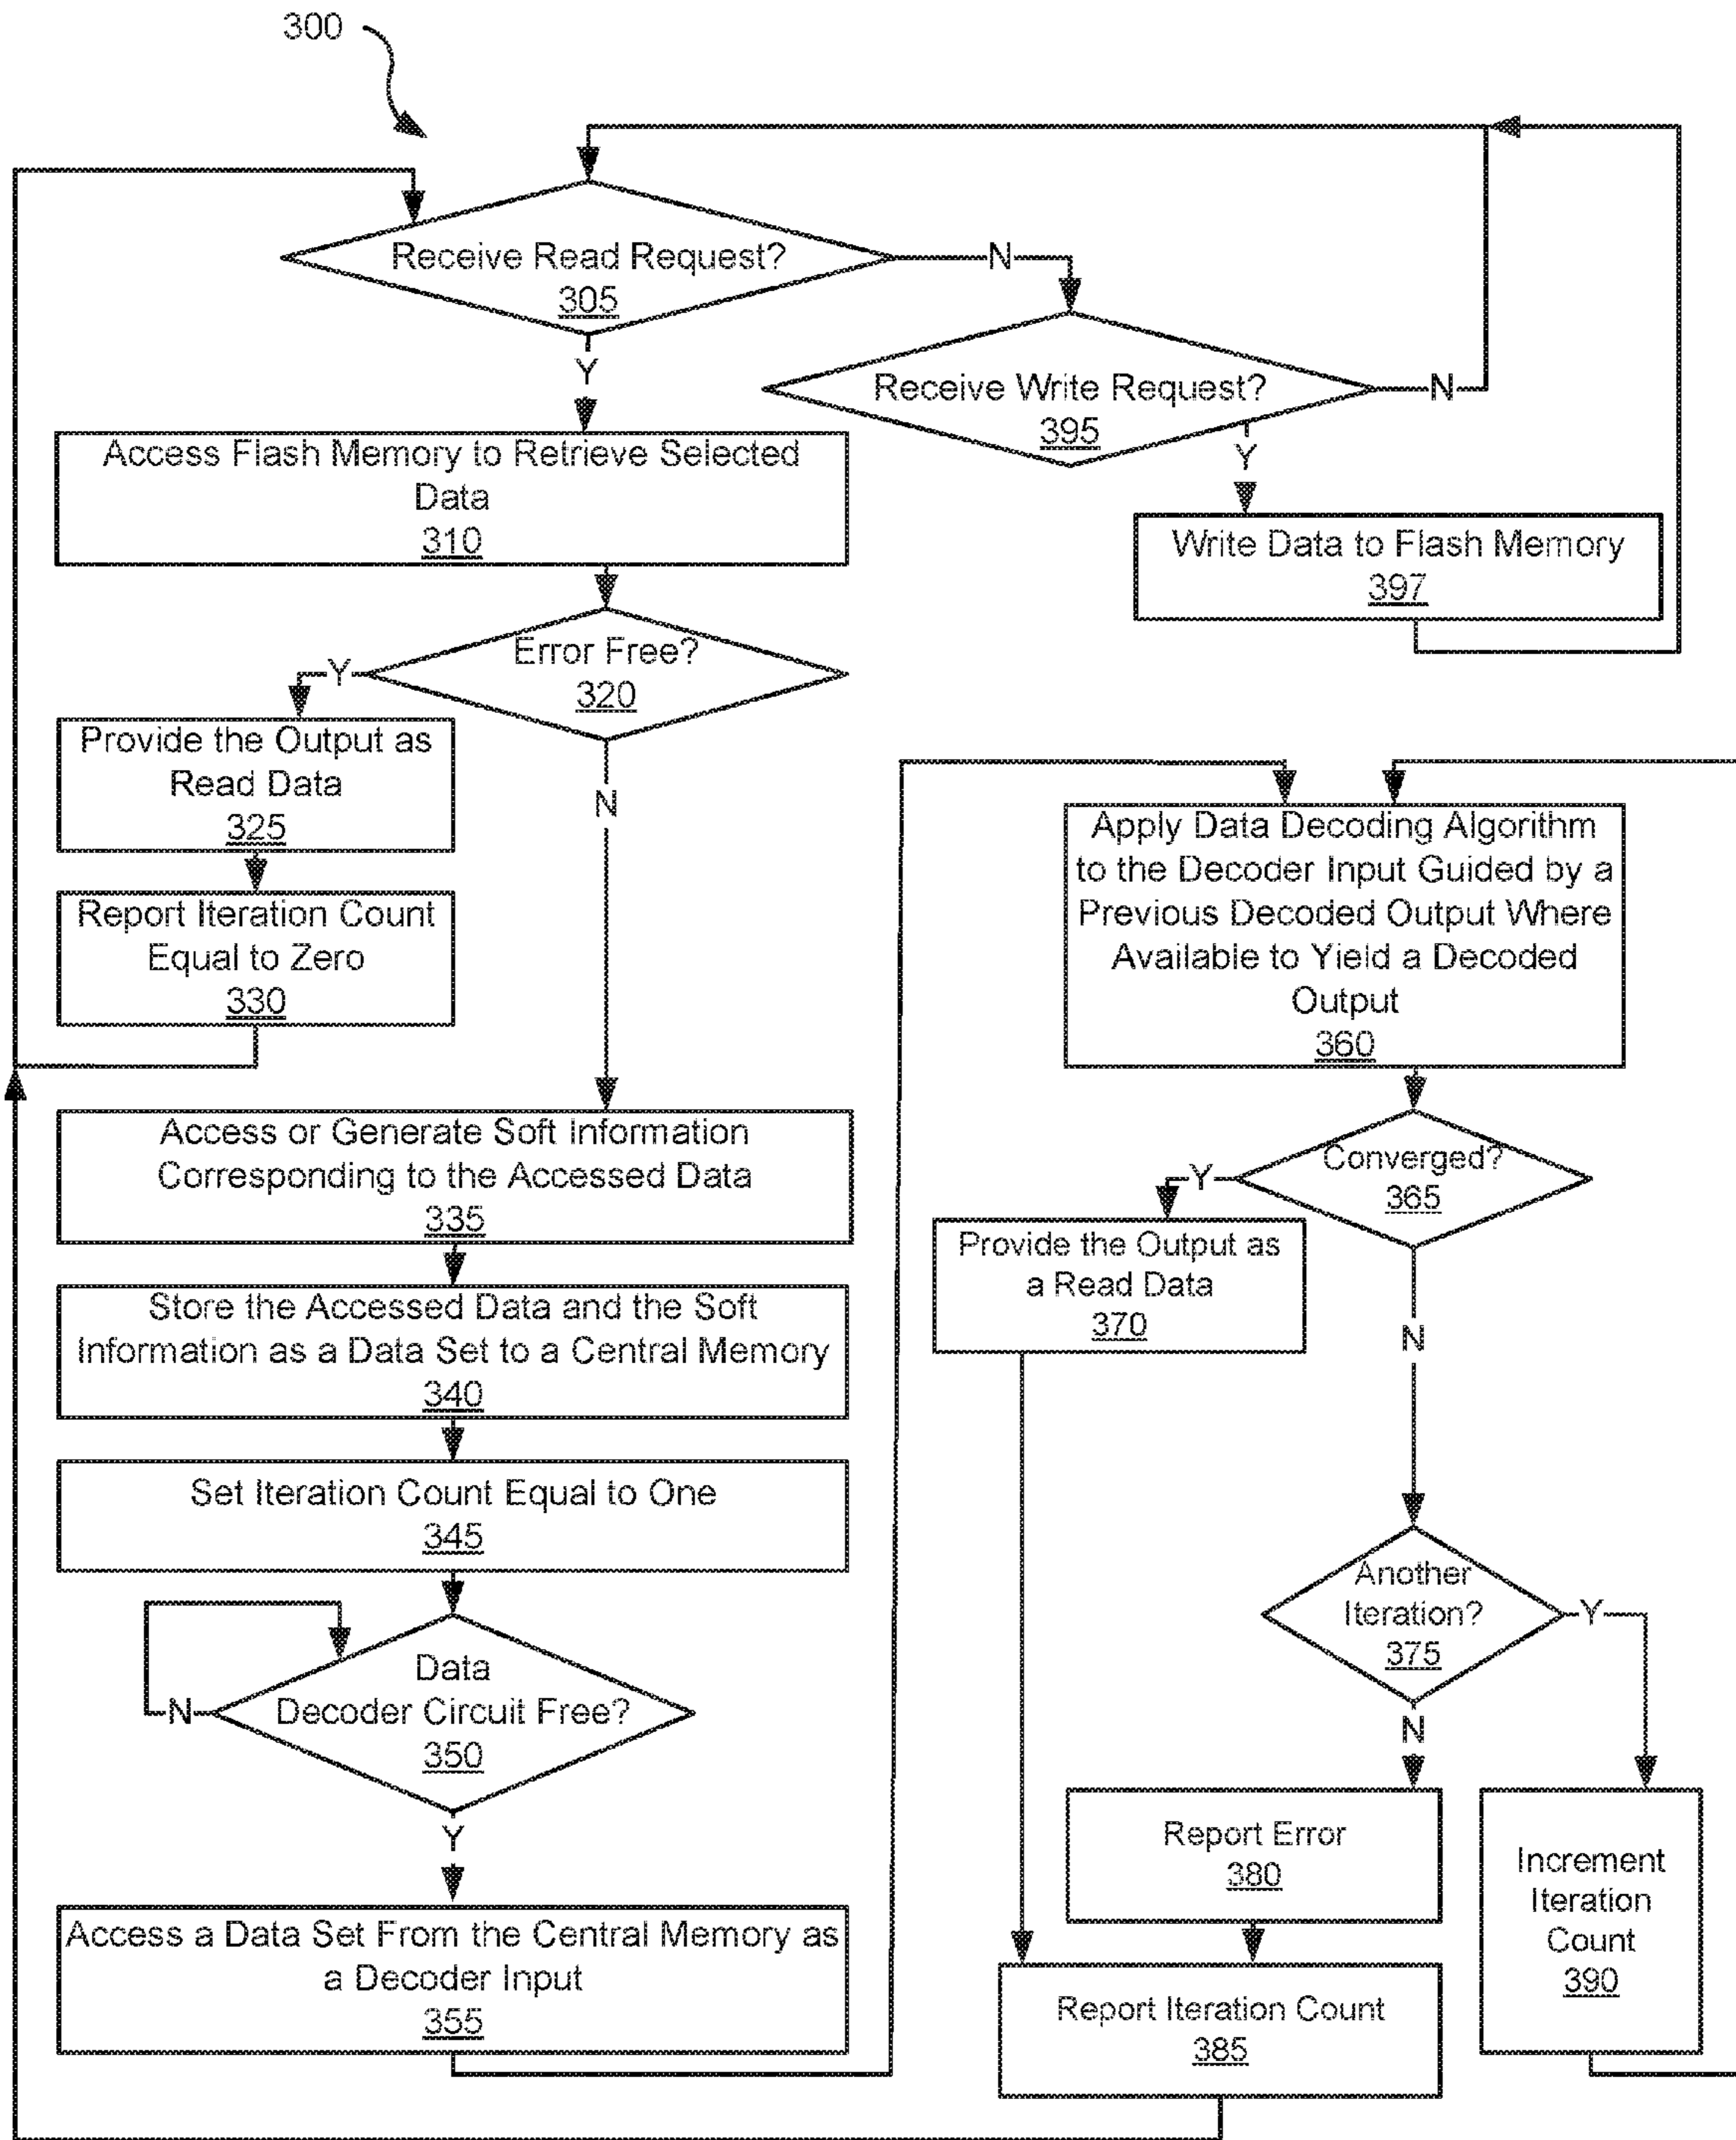 300
Receive Read Request?
305
N
Y
Receive Write Request?
395
N
Y
Access Flash Memory to Retrieve Selected
Data
310
Write Data to Flash Memory
397
Error Free?
320
Y
N
Provide the Output as
Read Data
325
Report Iteration Count
Equal to Zero
330
Access or Generate Soft Information
Corresponding to the Accessed Data
335
Store the Accessed Data and the Soft
Information as a Data Set to a Central Memory
340
Set Iteration Count Equal to One
345
Data
Decoder Circuit Free?
350
N
Y
Access a Data Set From the Central Memory as
a Decoder Input
355
Apply Data Decoding Algorithm
to the Decoder Input Guided by a
Previous Decoded Output Where
Available to Yield a Decoded
Output
360
Converged?
365
Y
N
Provide the Output as
a Read Data
370
Another
Iteration?
375
Y
N
Report Error
380
Report Iteration Count
385
Increment
Iteration
Count
390